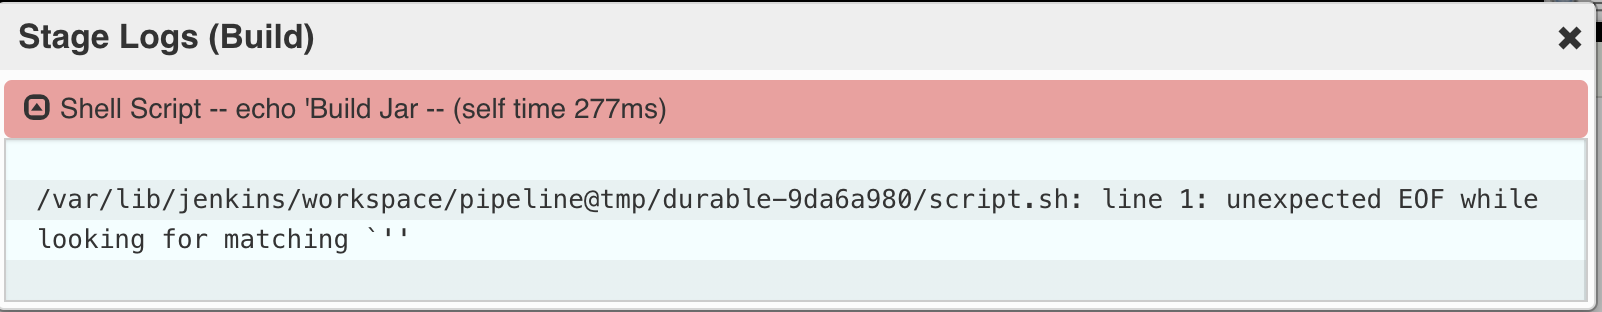 Stage Logs (Build)
Shell Script -- echo 'Build Jar -- (self time 277ms)
/var/lib/jenkins/workspace/pipeline@tmp/durable-9da6a980/script.sh: line 1: unexpected EOF while
looking for matching `''